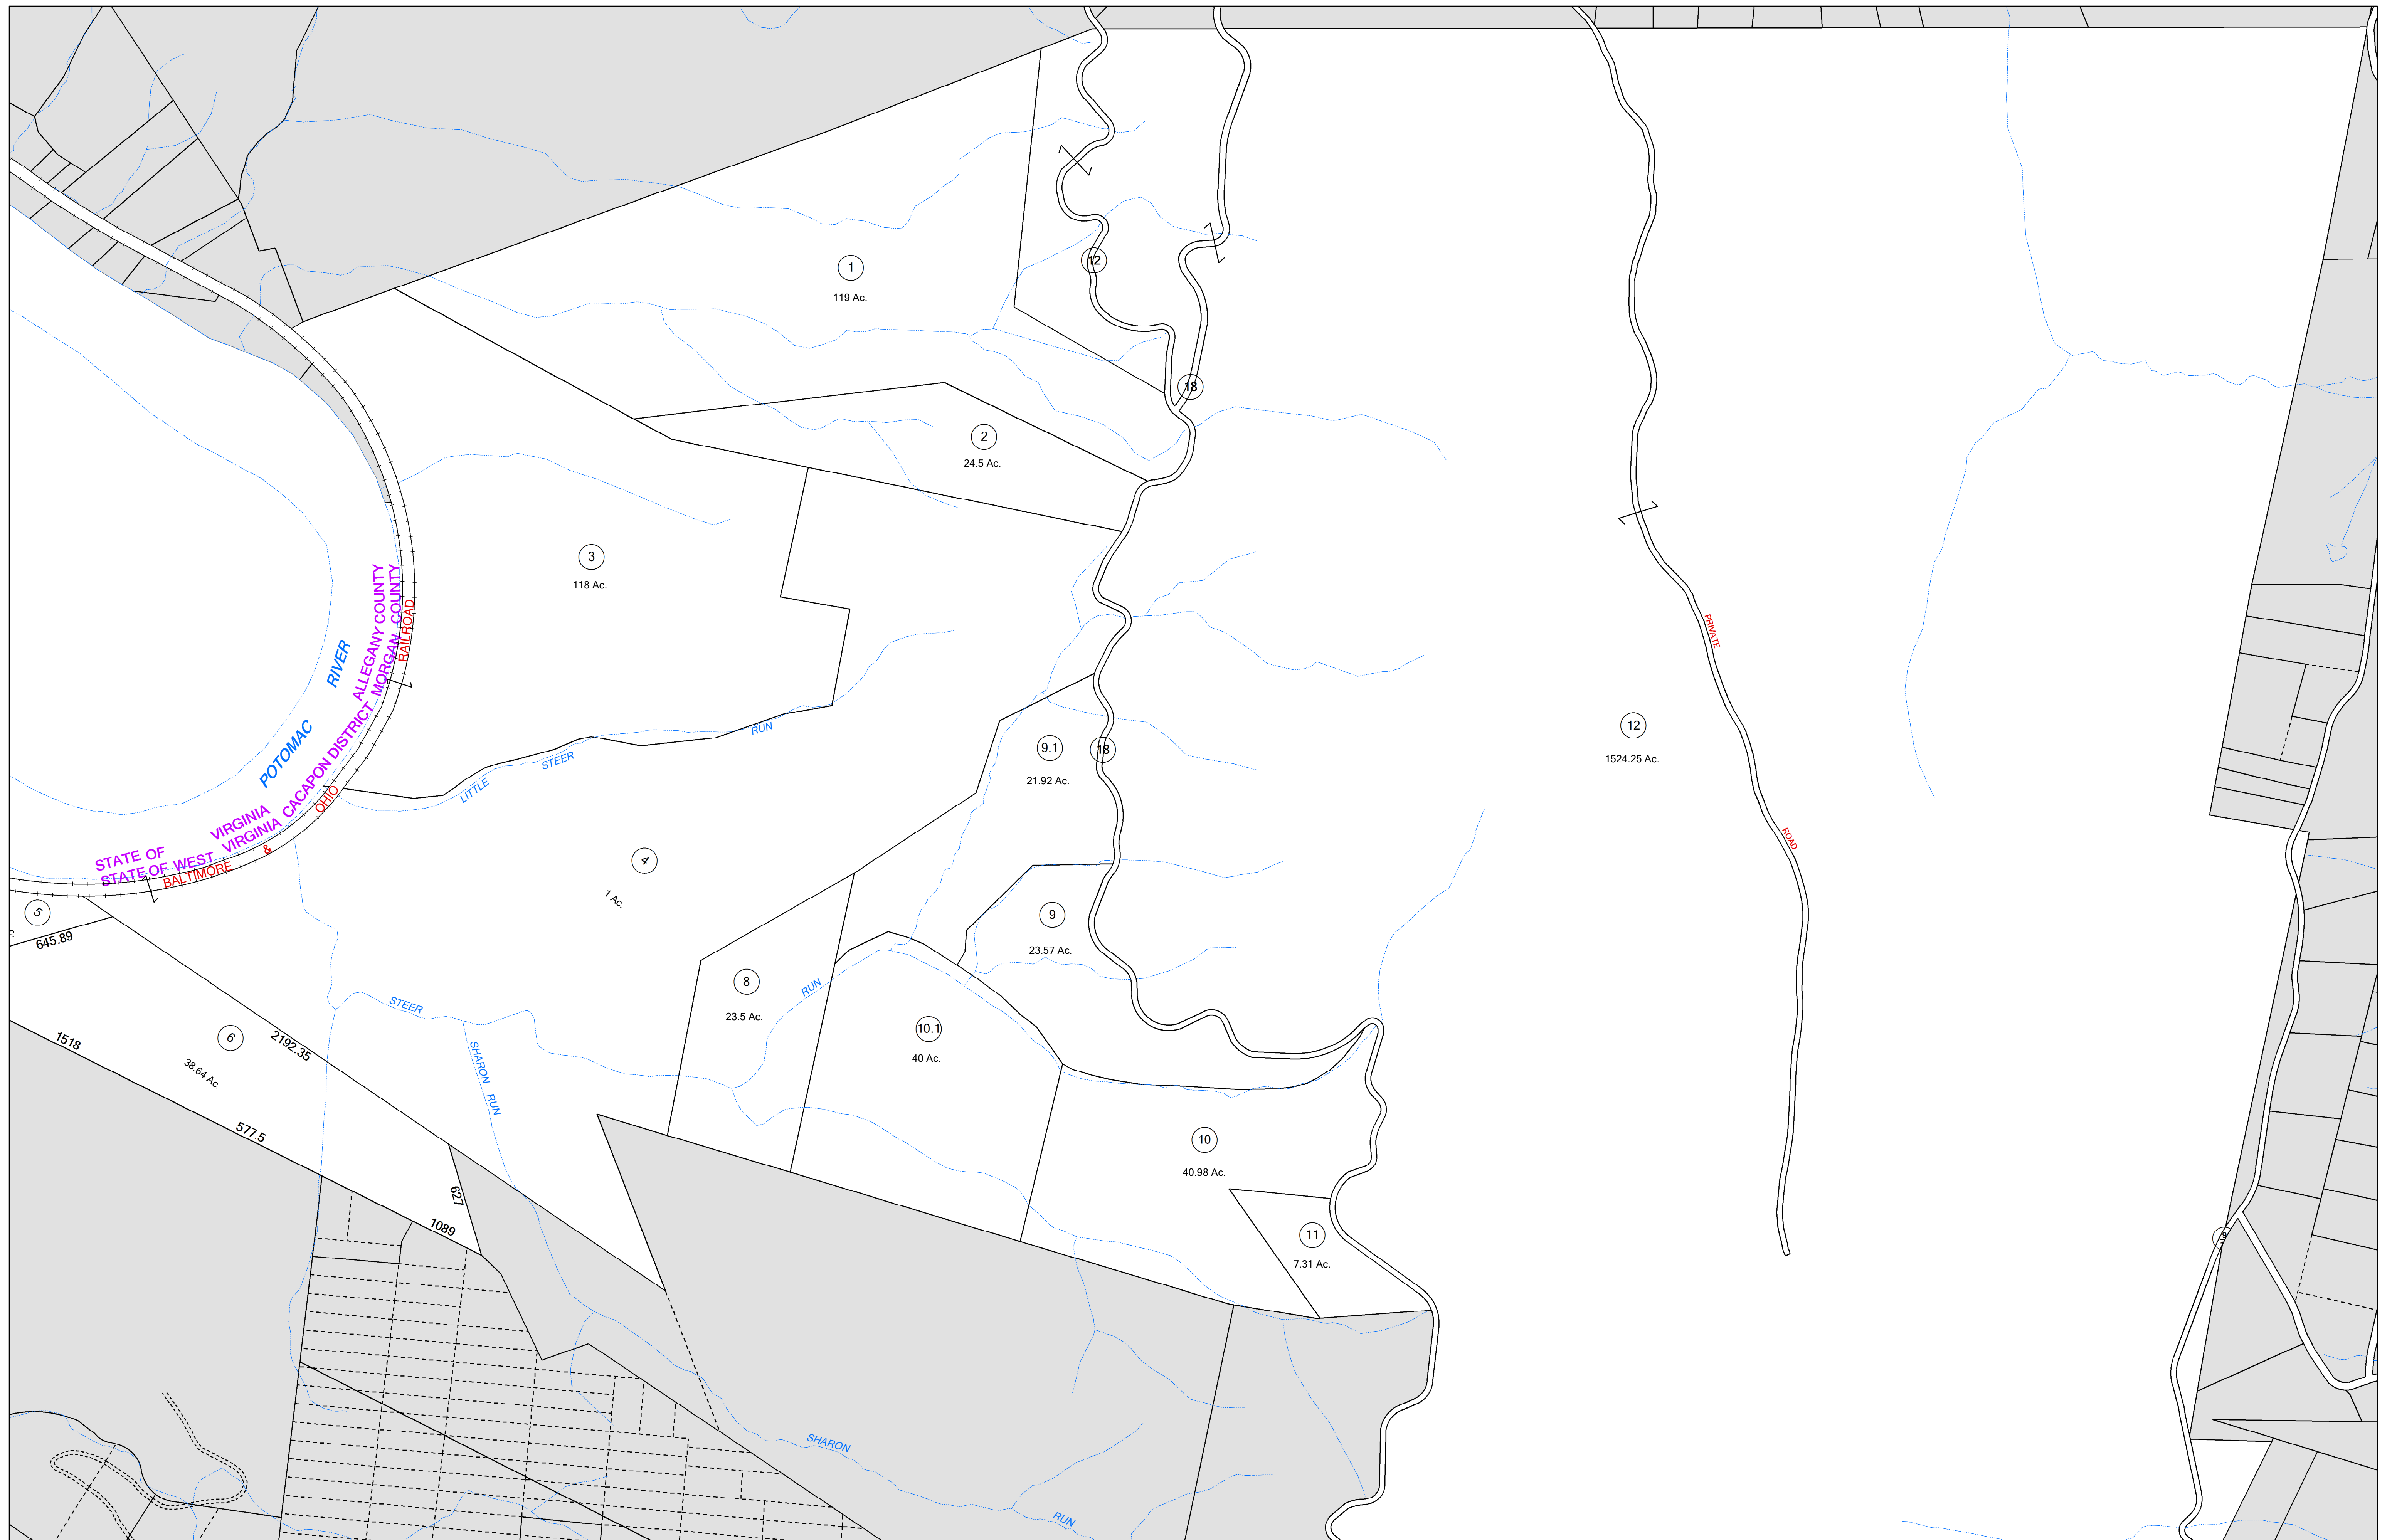 1
119 Ac.
12
18
2
24.5 Ac.
3
118 Ac.
ALLEGANY COUNTY
MORGAN COUNTY
RAILROAD
PRIVATE
RIVER
POTOMAC
LITTLE
STEER
RUN
9.1
21.92 Ac.
18
12
1524.25 Ac.
CACAPON DISTRICT
OHIO
VIRGINIA
STATE OF
STATE OF WEST VIRGINIA
BALTIMORE
&
ROAD
4
1 Ac.
5
645.89
9
23.57 Ac.
8
23.5 Ac.
RUN
STEER
10.1
40 Ac.
6
38.64 Ac.
2192.35
1518
SHARON RUN
577.5
627
1089
10
40.98 Ac.
11
7.31 Ac.
SHARON
RUN